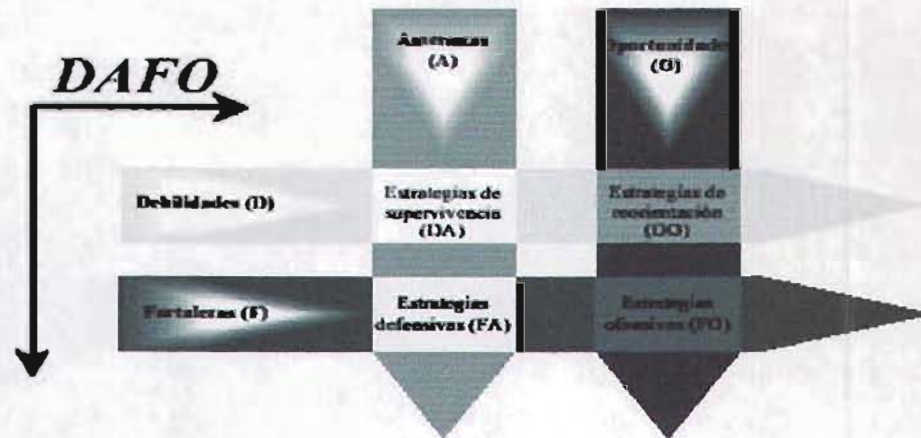 DAFO
Amenazas
(A)
Oportunidades
(O)
Debilidades (D)
Estrategias de
supervivencia
(DA)
Estrategias de
reorientación
(DO)
Fortalezas (F)
Estrategias
defensivas (FA)
Estrategias
ofensivas (FO)